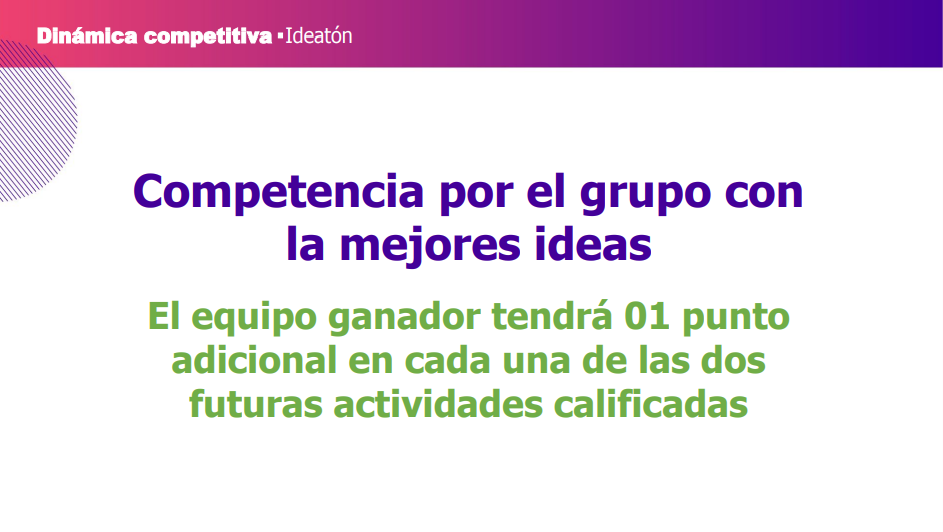 Dinámica competitiva ▪Ideatón
Competencia por el grupo con
la mejores ideas
El equipo ganador tendrá 01 punto
adicional en cada una de las dos
futuras actividades calificadas